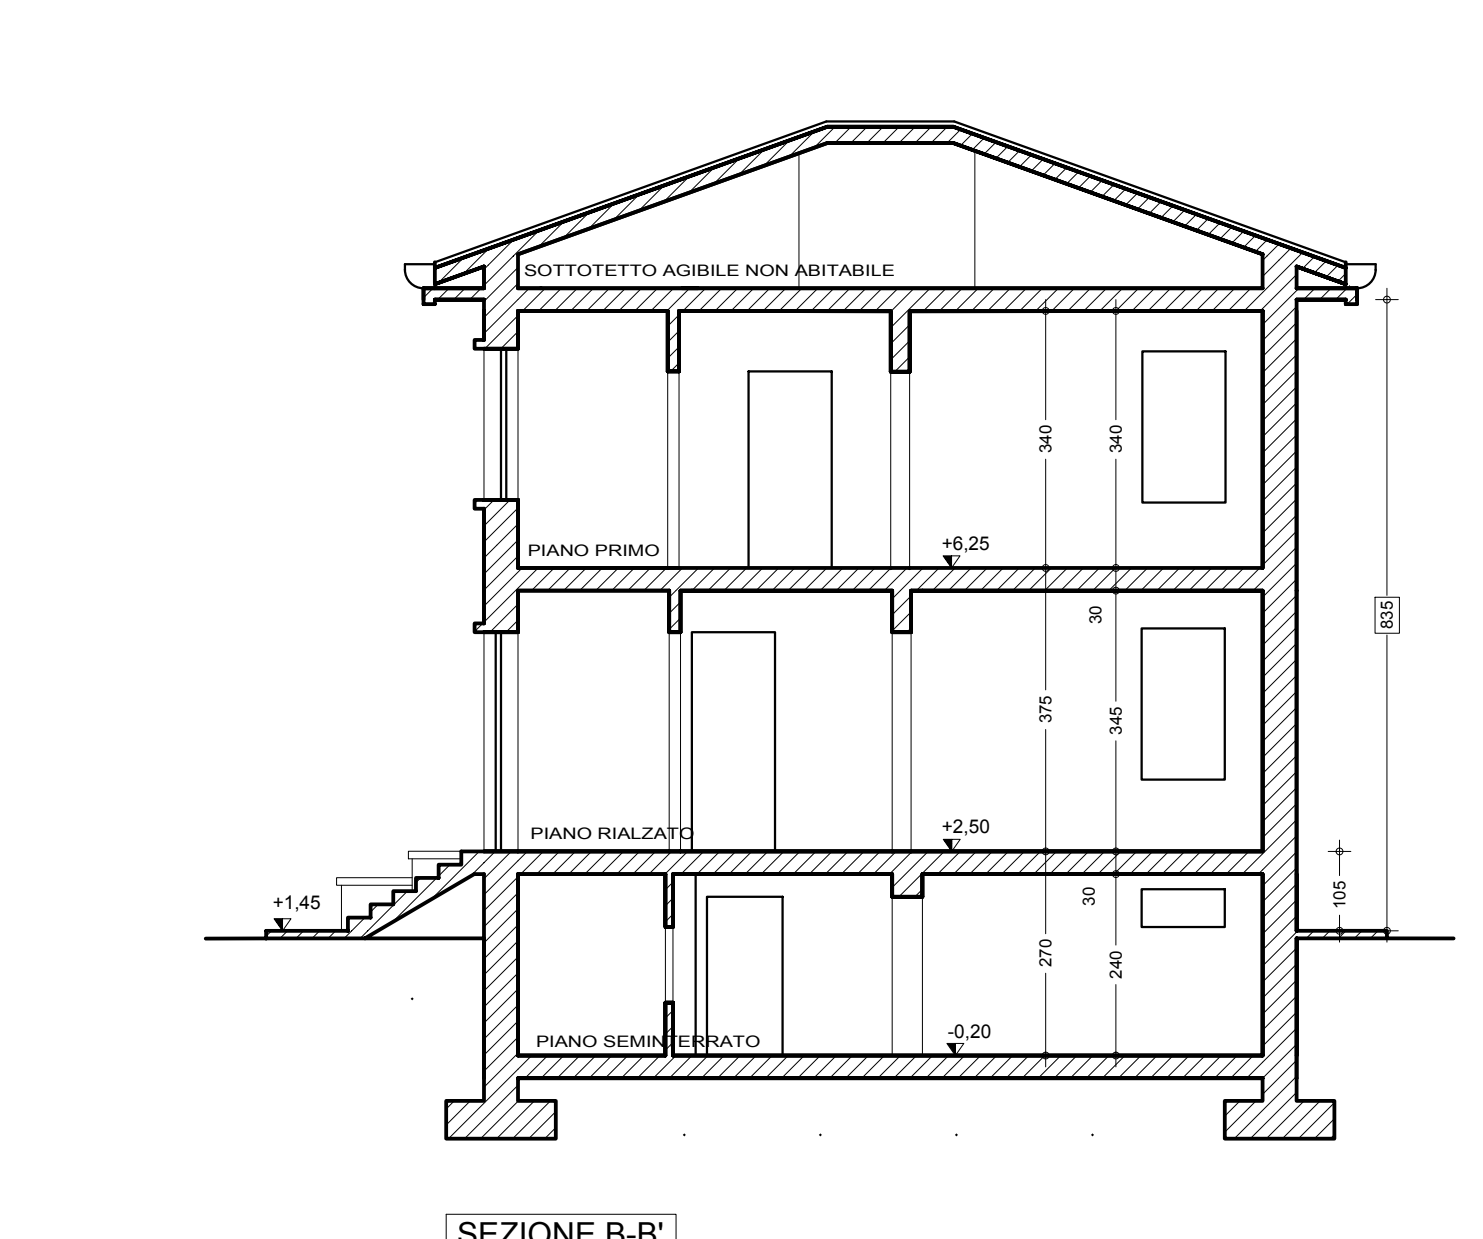 SOTTOTETTO AGIBILE NON ABITABILE
340
340
PIANO PRIMO
+6,25
30
835
375
345
PIANO RIALZATO
+2,50
+1,45
30
105
270
240
PIANO SEMINTERRATO
-0,20
SEZIONE B-B'